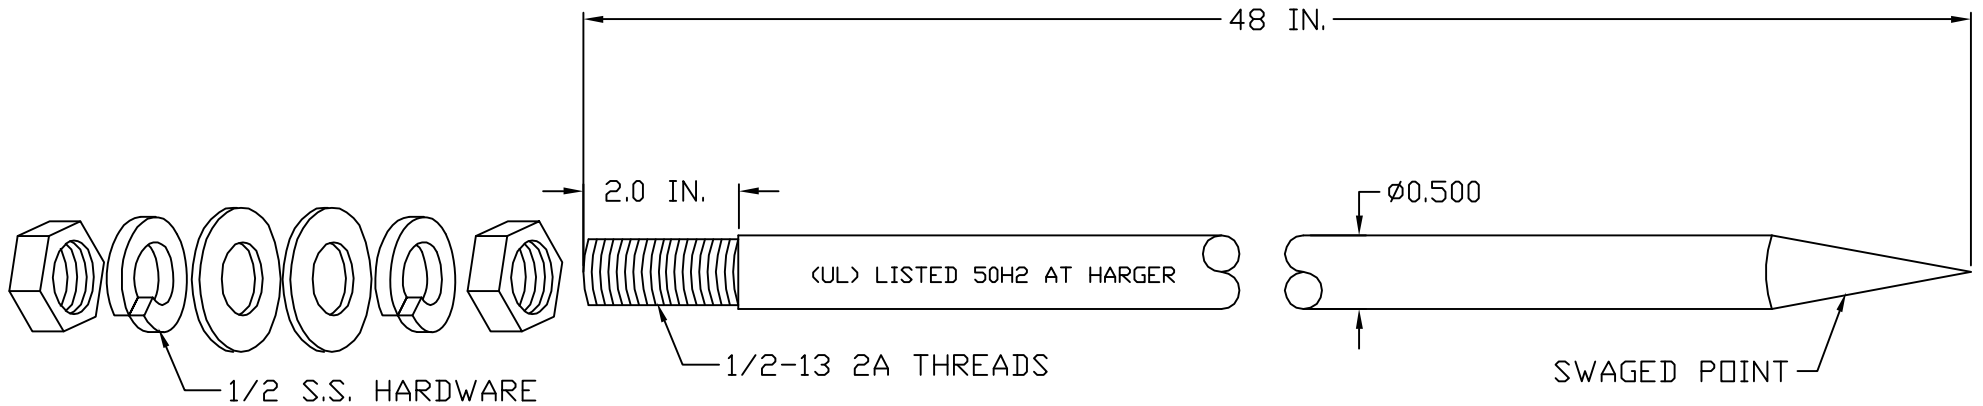 48 IN.
2.0 IN.
Ø0.500
(UL) LISTED 50H2 AT HARGER
1/2-13 2A THREADS
SWAGED POINT
1/2 S.S. HARDWARE